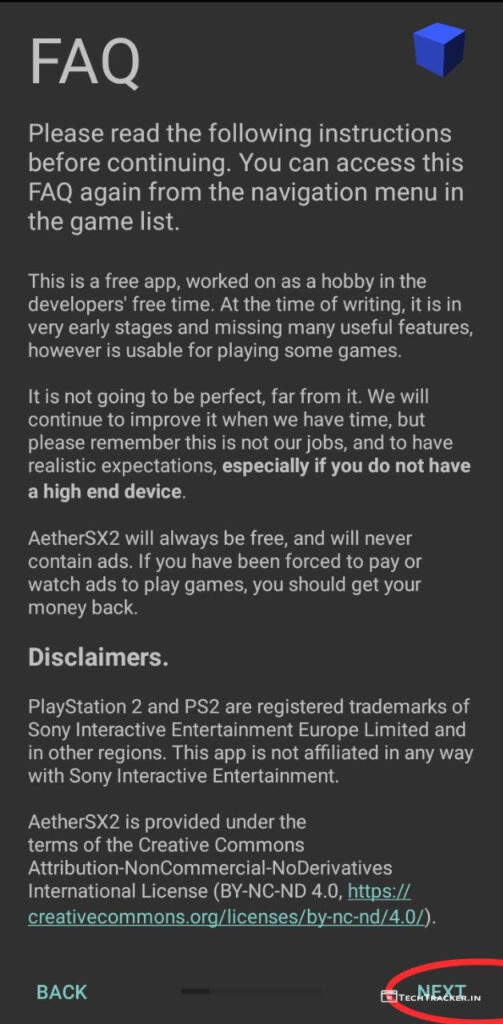 FAQ
Please read the following instructions
before continuing. You can access this
FAQ again from the navigation menu in
the game list.
This is a free app, worked on as a hobby in the
developers' free time. At the time of writing, it is in
very early stages and missing many useful features,
however is usable for playing some games.
It is not going to be perfect, far from it. We will
continue to improve it when we have time, but
please remember this is not our jobs, and to have
realistic expectations, especially if you do not have
a high end device.
AetherSX2 will always be free, and will never
contain ads. If you have been forced to pay or
watch ads to play games, you should get your
money back.
Disclaimers.
PlayStation 2 and PS2 are registered trademarks of
Sony Interactive Entertainment Europe Limited and
in other regions. This app is not affiliated in any way
with Sony Interactive Entertainment.
AetherSX2 is provided under the
terms of the Creative Commons
Attribution-NonCommercial-NoDerivatives
International License (BY-NC-ND 4.0, https://
creativecommons.org/licenses/by-nc-nd/4.0/).
BACK
NEXT
TECHTRACKER.IN